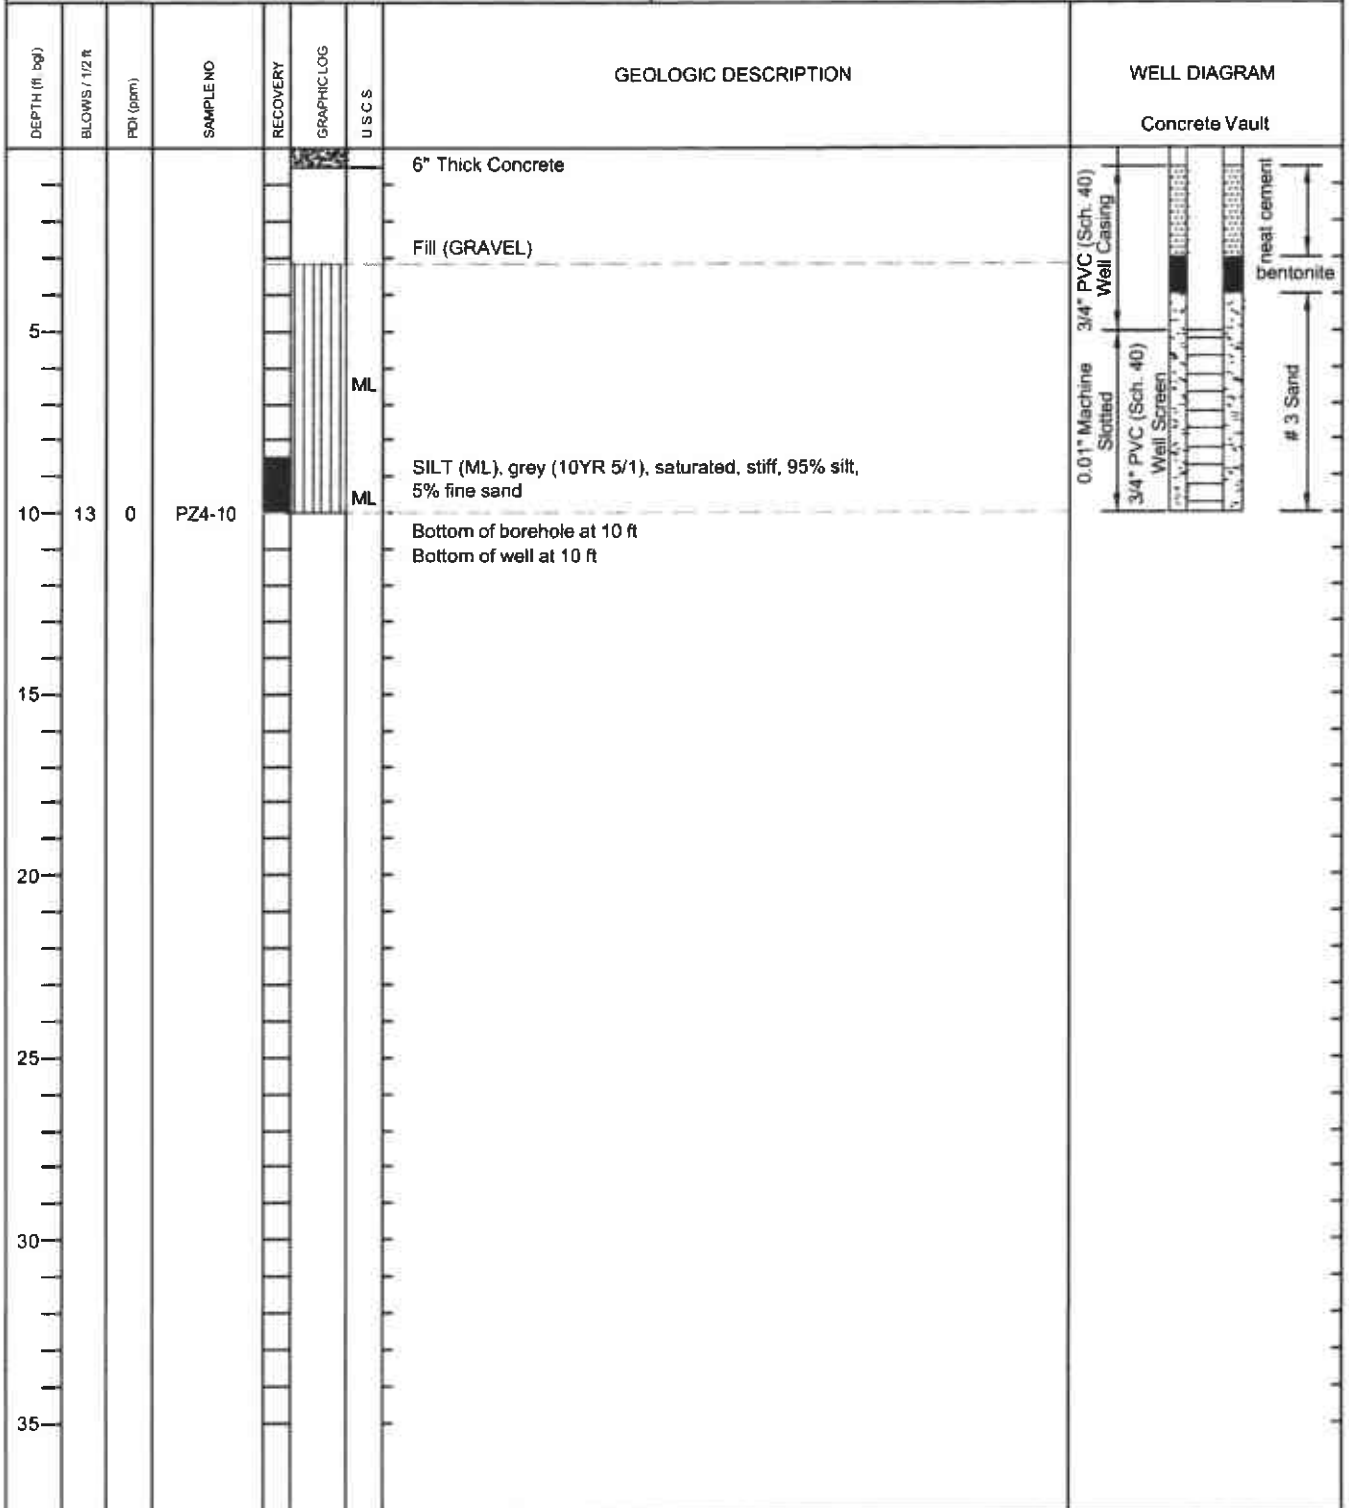 DEPTH (ft. bgl)
BLOWS / 1/2 ft
PDI (ppm)
SAMPLE NO
RECOVERY
GRAPHIC LOG
U S C S
GEOLOGIC DESCRIPTION
WELL DIAGRAM
Concrete Vault
6" Thick Concrete
Fill (GRAVEL)
3/4" PVC (Sch. 40)
Well Casing
neat cement
bentonite
5
ML
0.01" Machine
Slotted
3/4" PVC (Sch. 40)
Well Screen
# 3 Sand
SILT (ML), grey (10YR 5/1), saturated, stiff, 95% silt,
5% fine sand
ML
10 13 0 PZ4-10
Bottom of borehole at 10 ft
Bottom of well at 10 ft
15
20
25
30
35